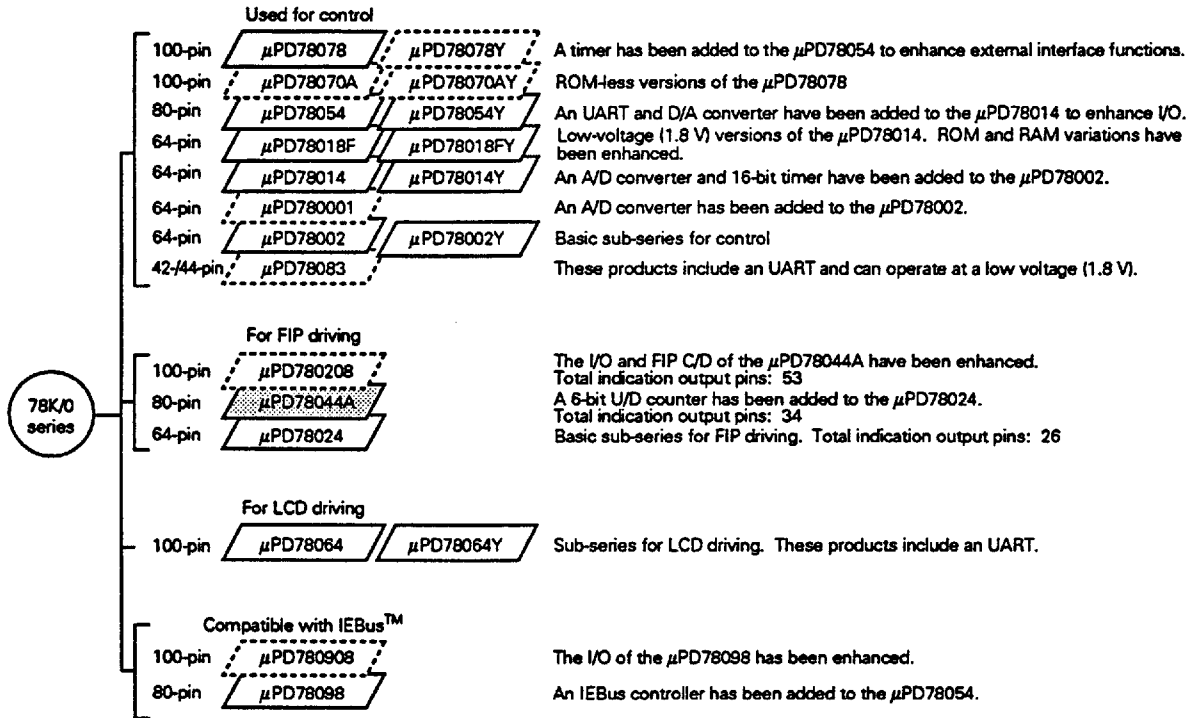 Used for control
100-pin μPD78078 μPD78078Y A timer has been added to the μPD78054 to enhance external interface functions.
100-pin μPD78070A μPD78070AY ROM-less versions of the μPD78078
80-pin μPD78054 μPD78054Y An UART and D/A converter have been added to the μPD78014 to enhance I/O.
64-pin μPD78018F μPD78018FY Low-voltage (1.8 V) versions of the μPD78014. ROM and RAM variations have
been enhanced.
64-pin μPD78014 μPD78014Y An A/D converter and 16-bit timer have been added to the μPD78002.
64-pin μPD780001 An A/D converter has been added to the μPD78002.
64-pin μPD78002 μPD78002Y Basic sub-series for control
42-/44-pin μPD78083 These products include an UART and can operate at a low voltage (1.8 V).
78K/0
series
For FIP driving
100-pin μPD780208 The I/O and FIP C/D of the μPD78044A have been enhanced.
Total indication output pins: 53
80-pin μPD78044A A 6-bit U/D counter has been added to the μPD78024.
Total indication output pins: 34
64-pin μPD78024 Basic sub-series for FIP driving. Total indication output pins: 26
For LCD driving
100-pin μPD78064 μPD78064Y Sub-series for LCD driving. These products include an UART.
Compatible with IEBus™
100-pin μPD780908 The I/O of the μPD78098 has been enhanced.
80-pin μPD78098 An IEBus controller has been added to the μPD78054.